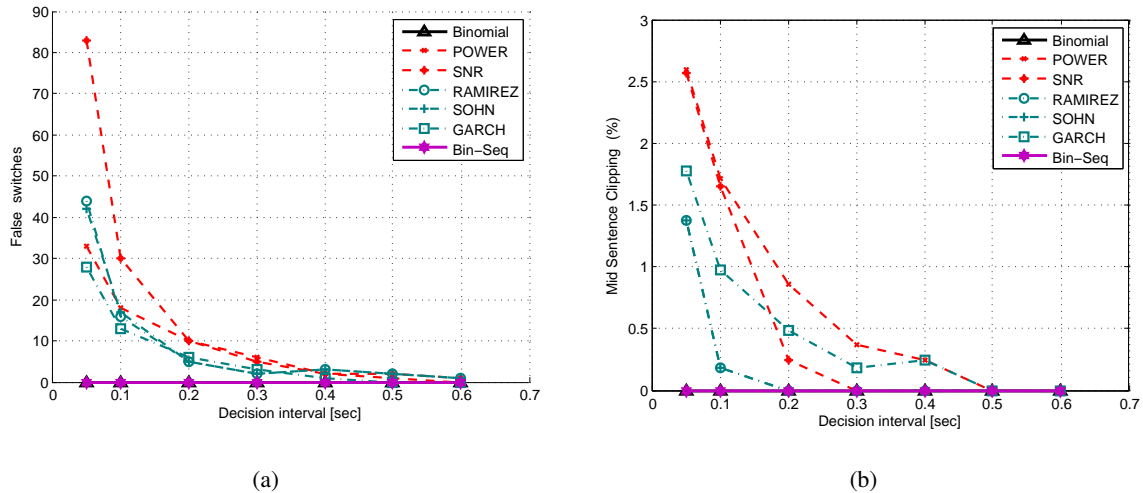 90
80
70
60
50
40
30
20
10
0
False switches
0
0.1
0.2
0.3
0.4
0.5
0.6
0.7
Decision interval [sec]
Binomial
POWER
SNR
RAMIREZ
SOHN
GARCH
Bin−Seq
(a)
3
2.5
2
1.5
1
0.5
0
Mid Sentence Clipping (%)
0
0.1
0.2
0.3
0.4
0.5
0.6
0.7
Decision interval [sec]
Binomial
POWER
SNR
RAMIREZ
SOHN
GARCH
Bin−Seq
(b)